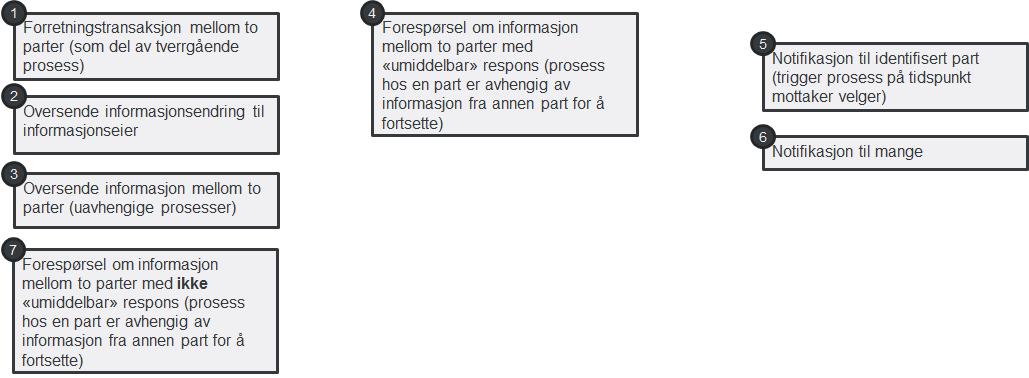 1
Forretningstransaksjon mellom to
parter (som del av tverrgående
prosess)
2
Oversende informasjonsendring til
informasjonseier
3
Oversende informasjon mellom to
parter (uavhengige prosesser)
7
Forespørsel om informasjon
mellom to parter med ikke
«umiddelbar» respons (prosess
hos en part er avhengig av
informasjon fra annen part for å
fortsette)
4
Forespørsel om informasjon
mellom to parter med
«umiddelbar» respons (prosess
hos en part er avhengig av
informasjon fra annen part for å
fortsette)
5
Notifikasjon til identifisert part
(trigger prosess på tidspunkt
mottaker velger)
6
Notifikasjon til mange